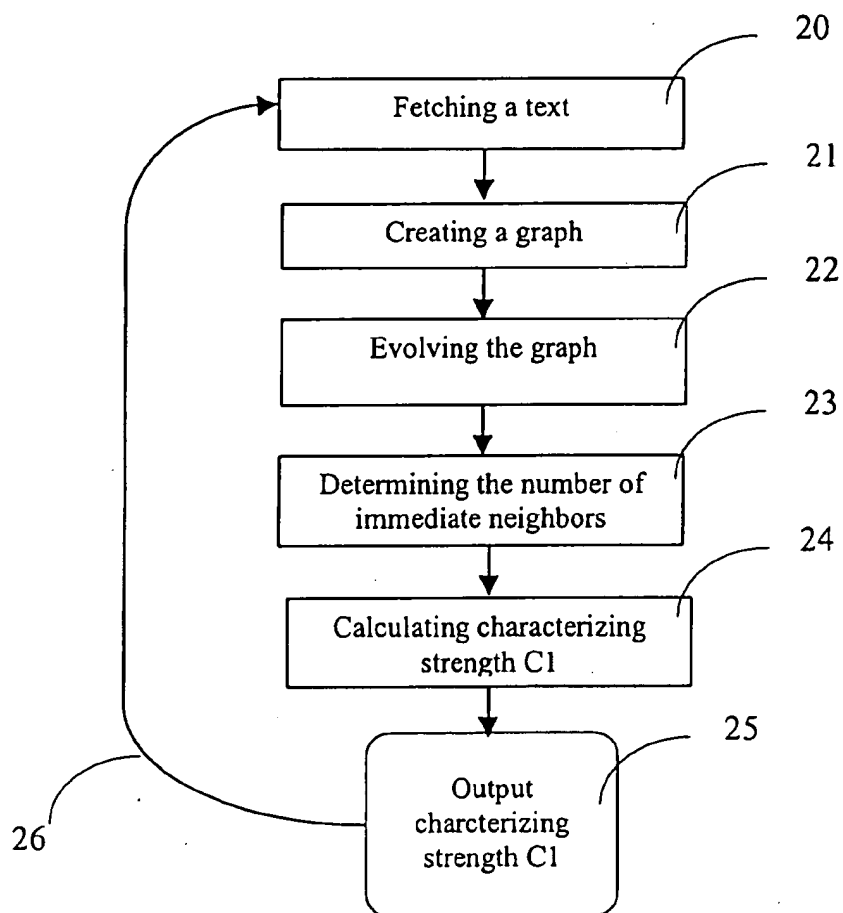 20
Fetching a text
21
Creating a graph
22
Evolving the graph
23
Determining the number of
immediate neighbors
24
Calculating characterizing
strength C1
25
Output
charcterizing
strength C1
26